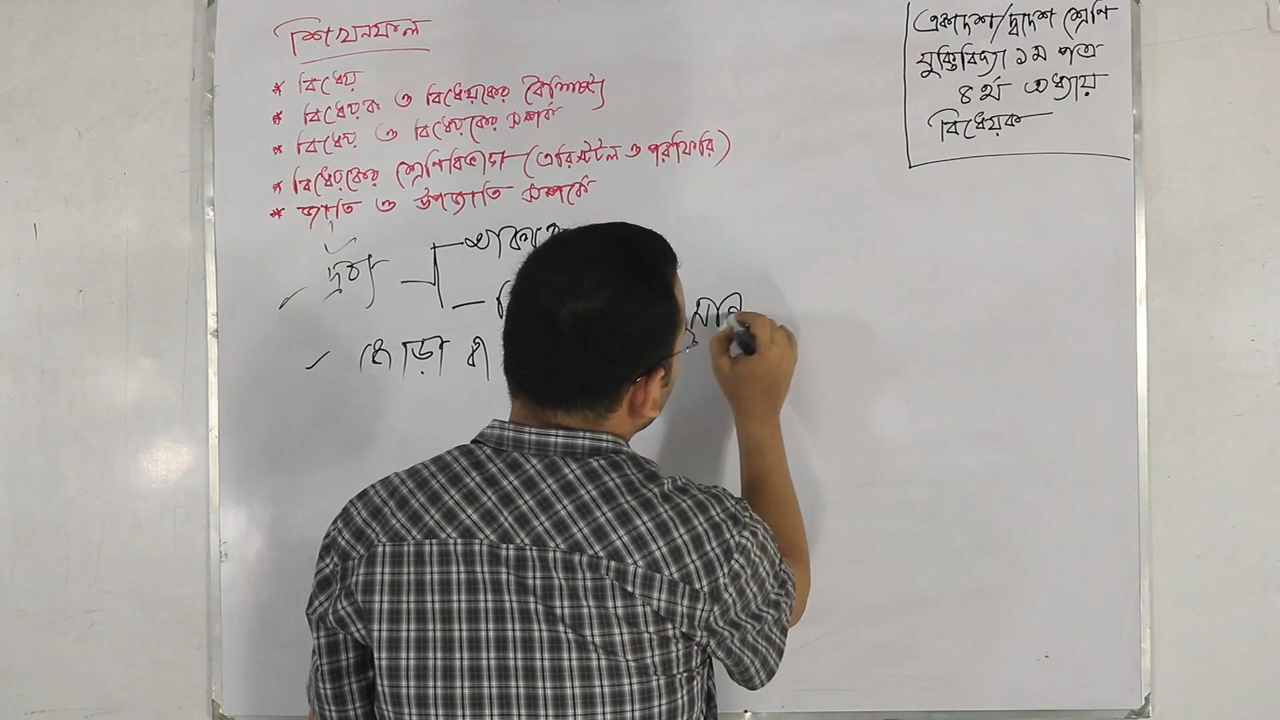 শিখনফল
* বিধেয়
* বিধেয়ক ও বিধেয়কের বৈশিষ্ট্য
* বিধেয় ও বিধেয়কের সম্পর্ক
* বিধেয়কের শ্রেণিবিভাগ (এরিস্টটল ও পরফিরি)
* জাতি ও উপজাতি সম্পর্কে
একাদশ/দ্বাদশ শ্রেণি
যুক্তিবিদ্যা ১ম পত্র
৪র্থ অধ্যায়
বিধেয়ক
দ্রব্য